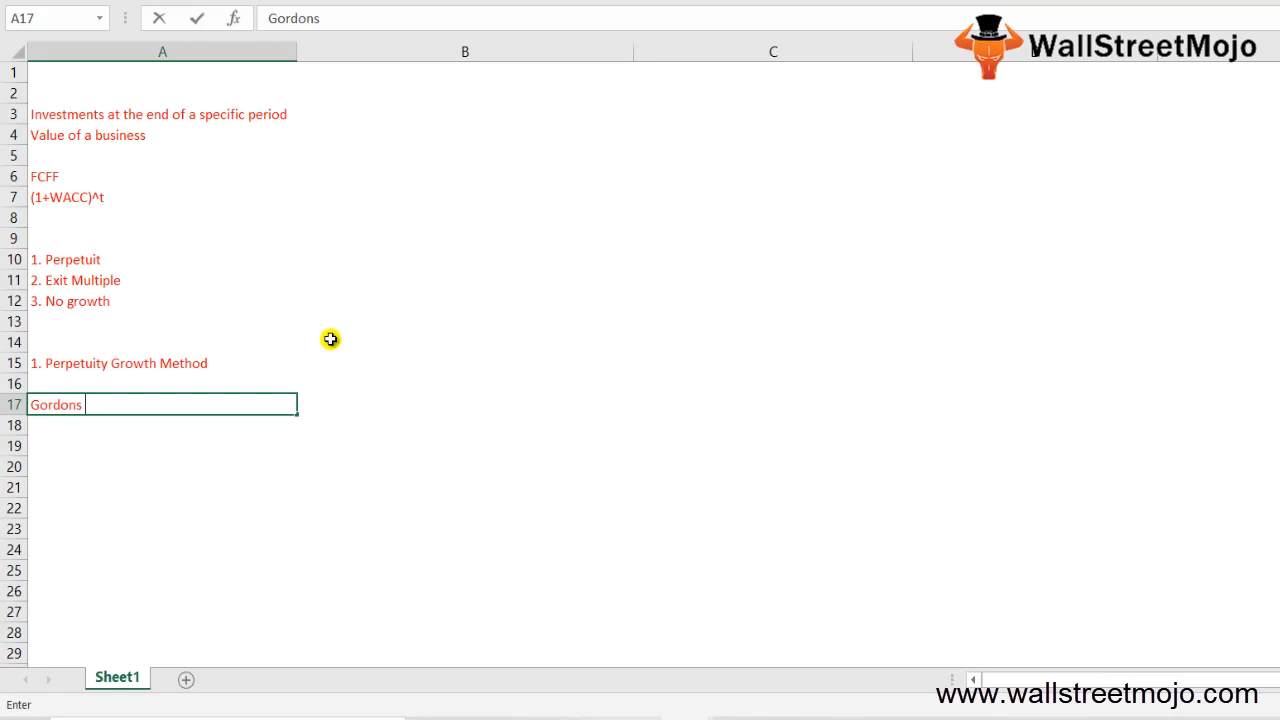 A17
fx
Gordons
WallStreetMojo
A
B
C
1
2
3 Investments at the end of a specific period
4 Value of a business
5
6 FCFF
7 (1+WACC)^t
8
9
10 1. Perpetuit
11 2. Exit Multiple
12 3. No growth
13
14
15 1. Perpetuity Growth Method
16
17 Gordons
18
19
20
21
22
23
24
25
26
27
28
29
Sheet1
www.wallstreetmojo.com
Enter